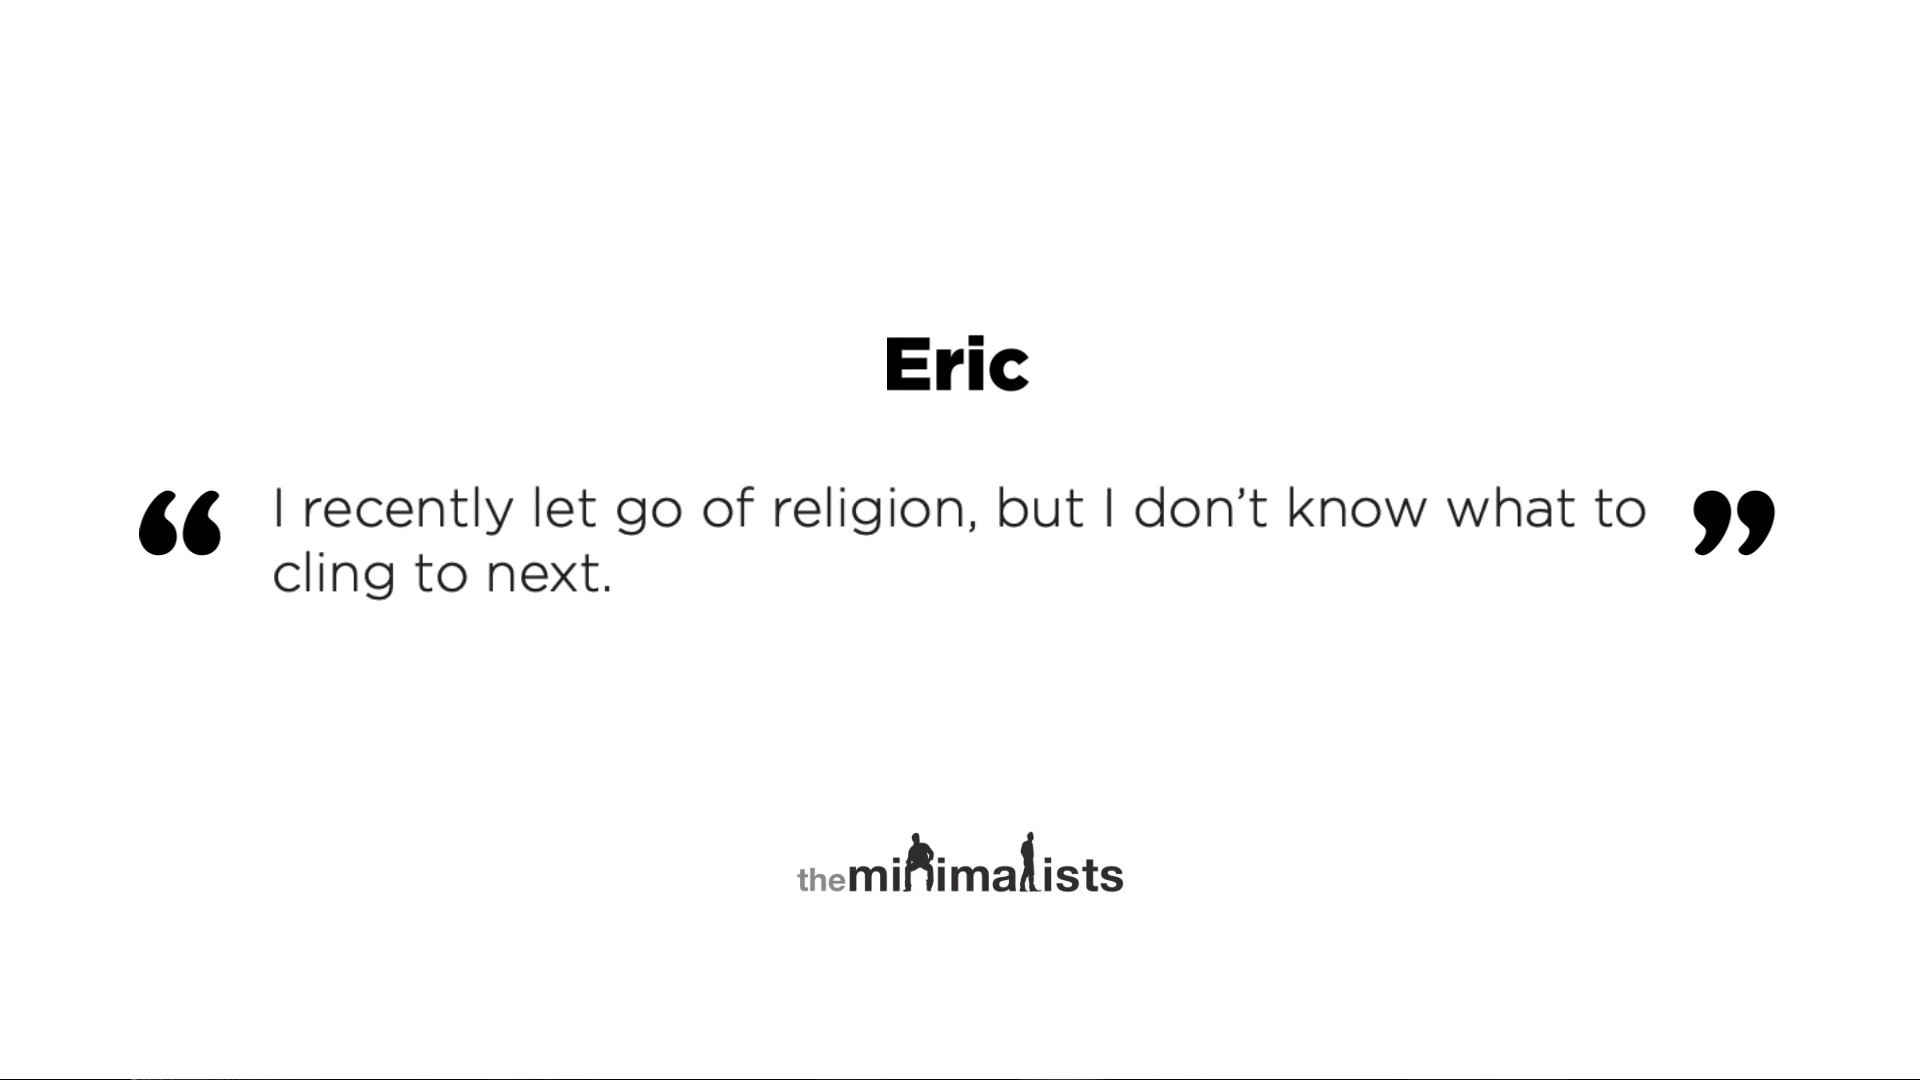 Eric
“ I recently let go of religion, but I don’t know what to ”
cling to next.
theminimalists